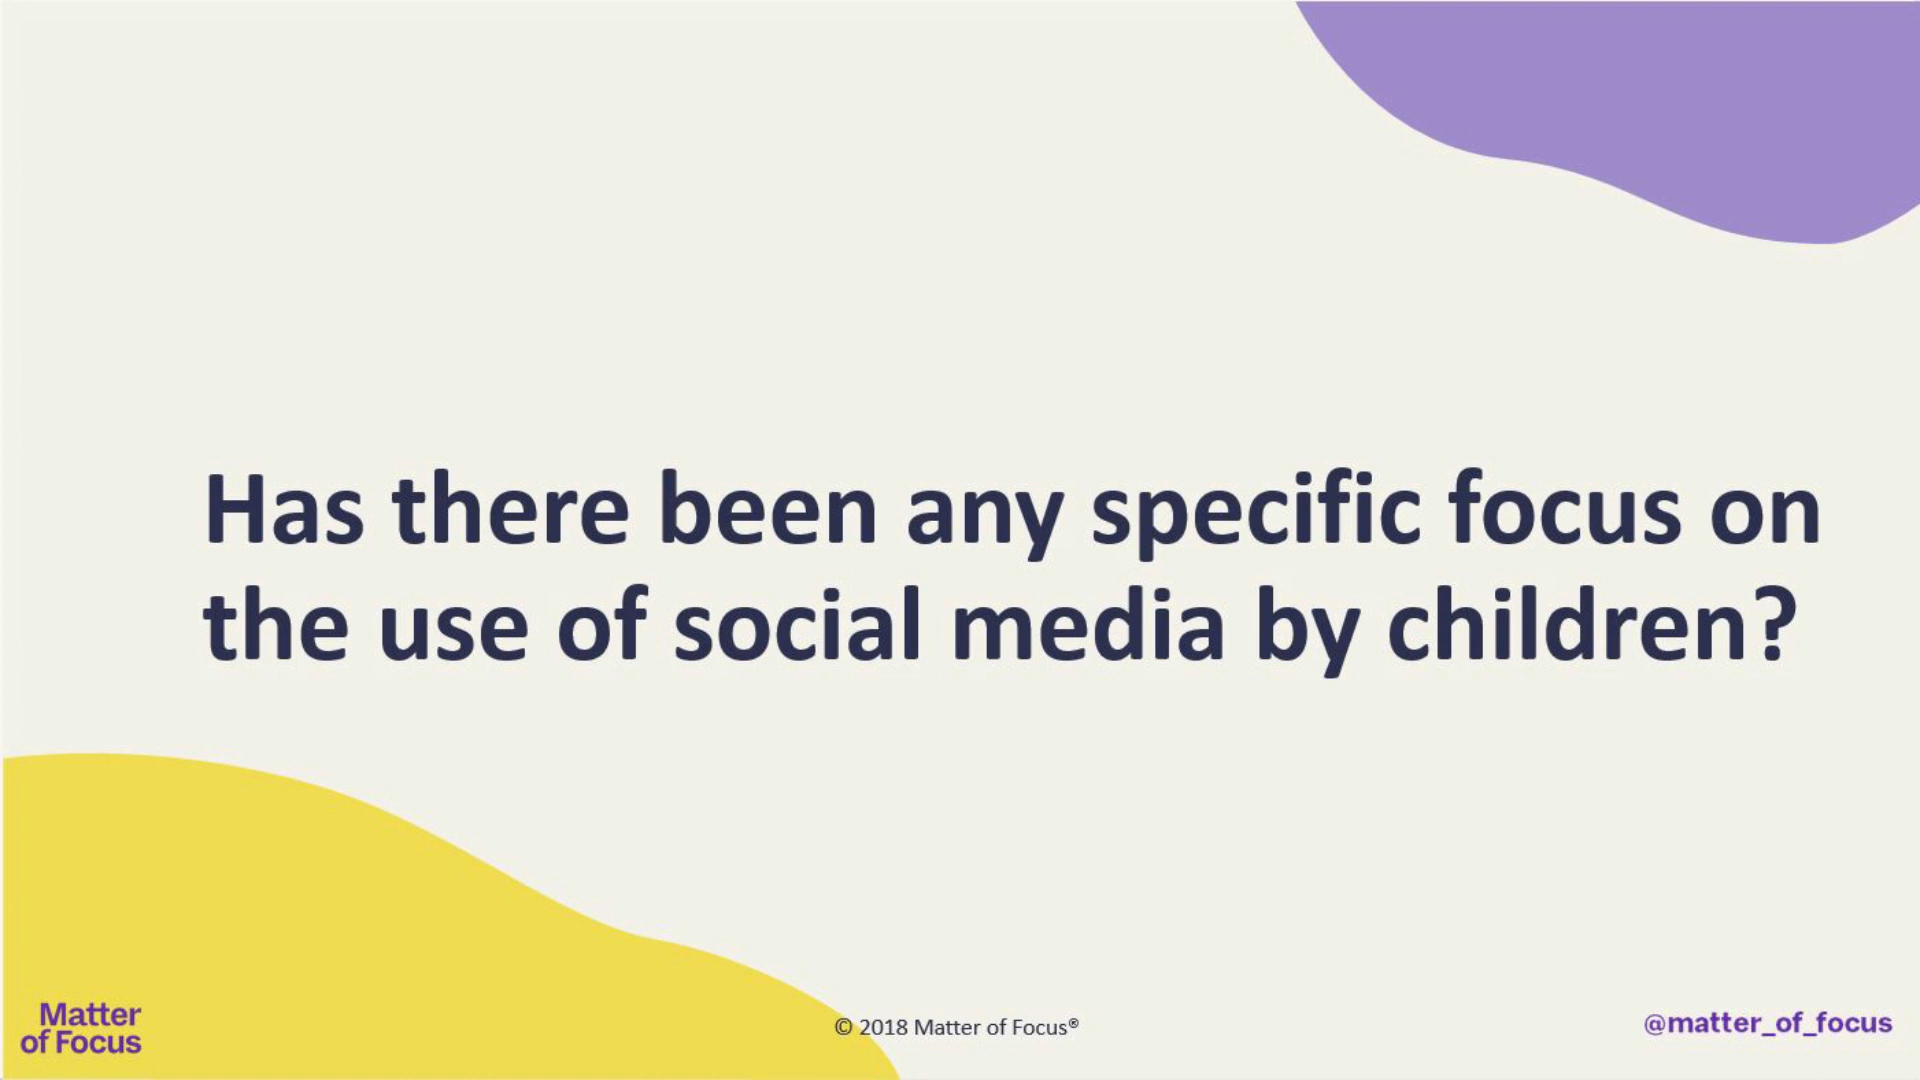 Has there been any specific focus on
the use of social media by children?
Matter
of Focus
© 2018 Matter of Focus®
@matter_of_focus